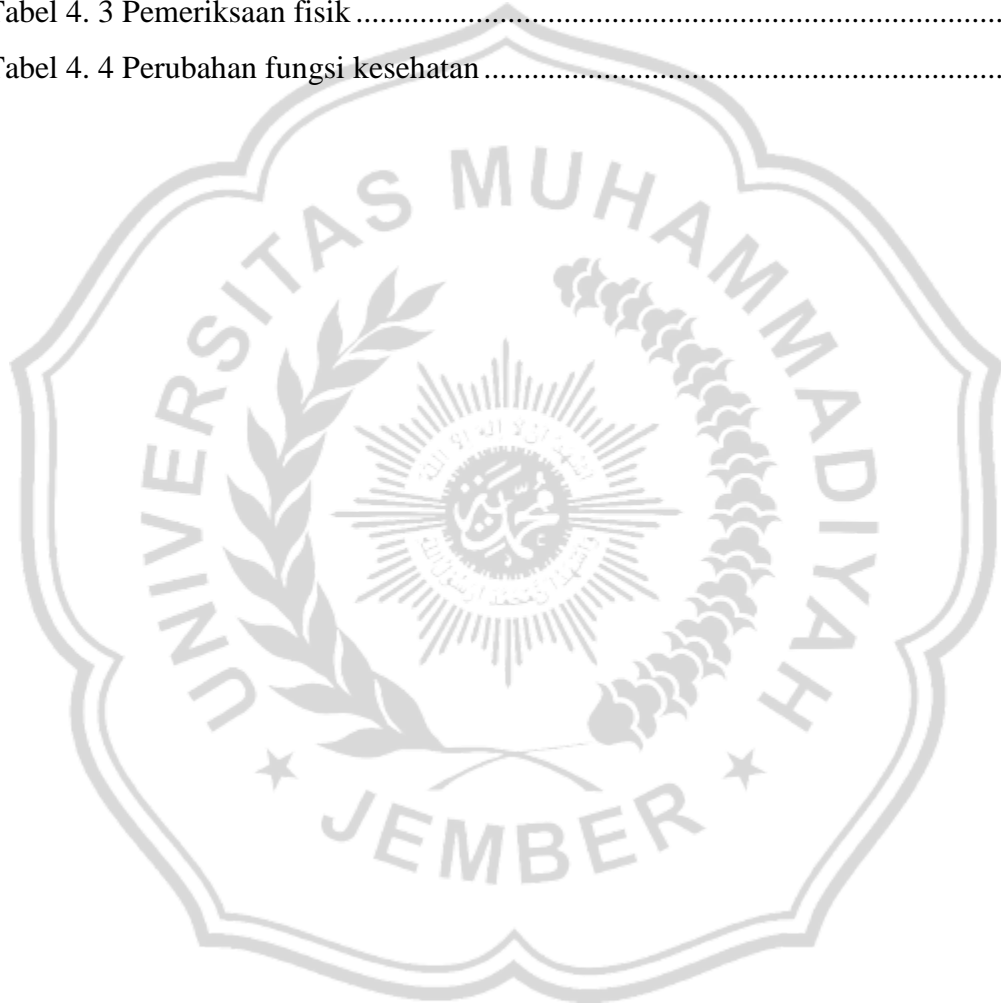 Tabel 4. 3 Pemeriksaan fisik
Tabel 4. 4 Perubahan fungsi kesehatan
UNIVERSITAS MUHAMMADIYAH
JEMBER